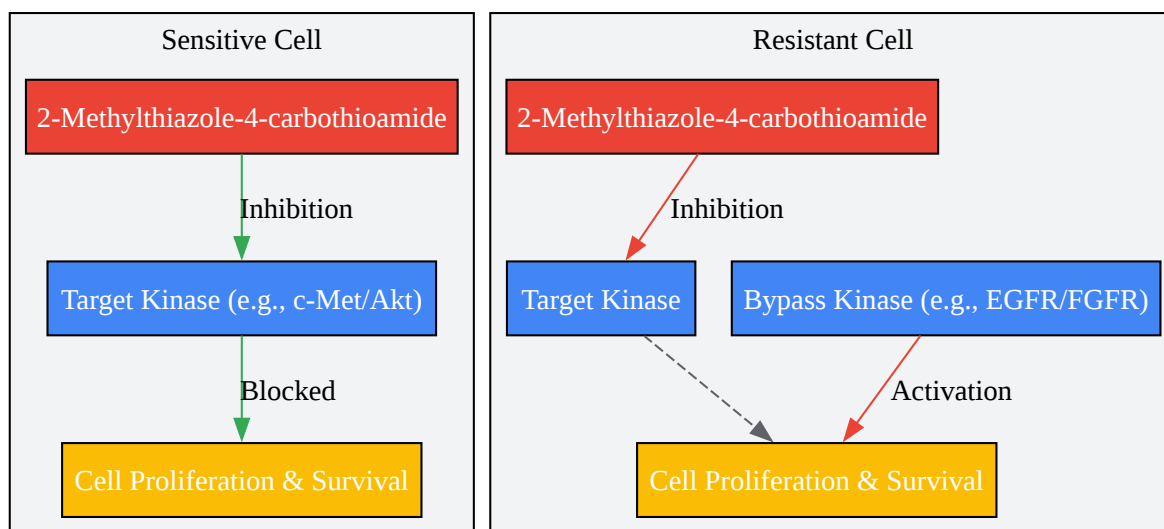 Sensitive Cell
2-Methylthiazole-4-carbothioamide
Inhibition
Target Kinase (e.g., c-Met/Akt)
Blocked
Cell Proliferation & Survival
Resistant Cell
2-Methylthiazole-4-carbothioamide
Inhibition
Target Kinase
Bypass Kinase (e.g., EGFR/FGFR)
Activation
Cell Proliferation & Survival